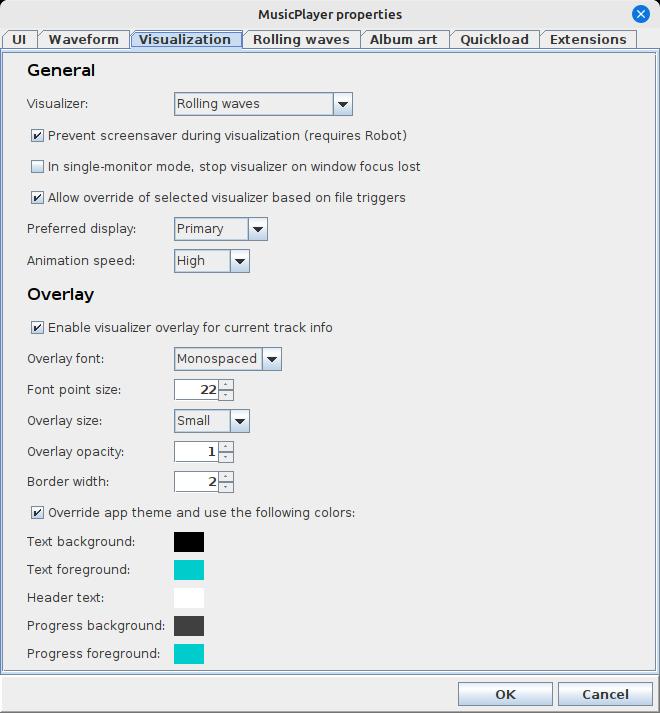 MusicPlayer properties
UI Waveform Visualization Rolling waves Album art Quickload Extensions
General
Visualizer: Rolling waves
Prevent screensaver during visualization (requires Robot)
In single-monitor mode, stop visualizer on window focus lost
Allow override of selected visualizer based on file triggers
Preferred display: Primary
Animation speed: High
Overlay
Enable visualizer overlay for current track info
Overlay font: Monospaced
Font point size: 22
Overlay size: Small
Overlay opacity: 1
Border width: 2
Override app theme and use the following colors:
Text background:
Text foreground:
Header text:
Progress background:
Progress foreground:
OK Cancel